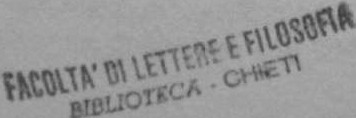 FACOLTA' DI LETTERE E FILOSOFIA
BIBLIOTECA - CHIETI